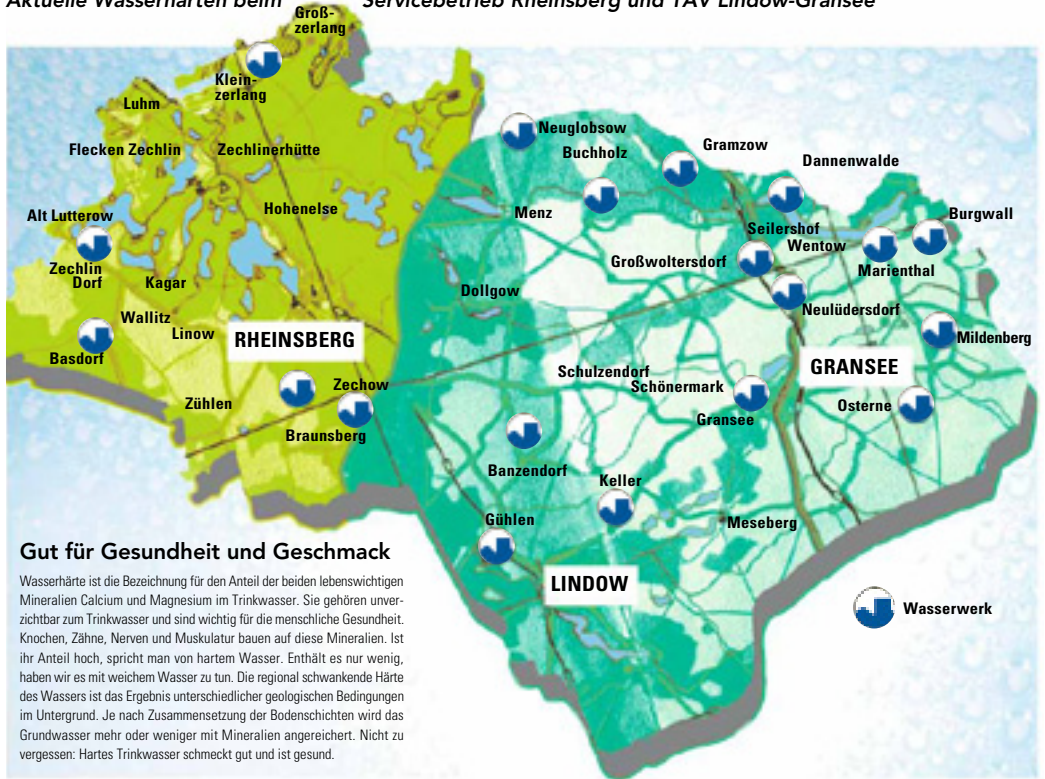 Aktuelle Wasserhärten beim Servicebetrieb Rheinsberg und TAV Lindow-Gransee
Groß-
zerlang
Klein-
zerlang
Luhm
Flecken Zechlin
Zechlinerhütte
Neuglobsow
Buchholz
Gramzow
Dannenwalde
Alt Lutterow
Hohenelse
Menz
Burgwall
Seilershof
Wentow
Zechlin
Dorf
Kagar
Großwoltersdorf
Marienthal
Dollgow
Neulüdersdorf
Wallitz
Linow
RHEINSBERG
Mildenberg
Basdorf
GRANSEE
Schulzendorf
Schönermark
Zechow
Zühlen
Osterne
Gransee
Braunsberg
Banzendorf
Keller
Gühlen
Meseberg
LINDOW
Wasserwerk
Gut für Gesundheit und Geschmack
Wasserhärte ist die Bezeichnung für den Anteil der beiden lebenswichtigen
Mineralien Calcium und Magnesium im Trinkwasser. Sie gehören unver-
zichtbar zum Trinkwasser und sind wichtig für die menschliche Gesundheit.
Knochen, Zähne, Nerven und Muskulatur bauen auf diese Mineralien. Ist
ihr Anteil hoch, spricht man von hartem Wasser. Enthält es nur wenig,
haben wir es mit weichem Wasser zu tun. Die regional schwankende Härte
des Wassers ist das Ergebnis unterschiedlicher geologischen Bedingungen
im Untergrund. Je nach Zusammensetzung der Bodenschichten wird das
Grundwasser mehr oder weniger mit Mineralien angereichert. Nicht zu
vergessen: Hartes Trinkwasser schmeckt gut und ist gesund.